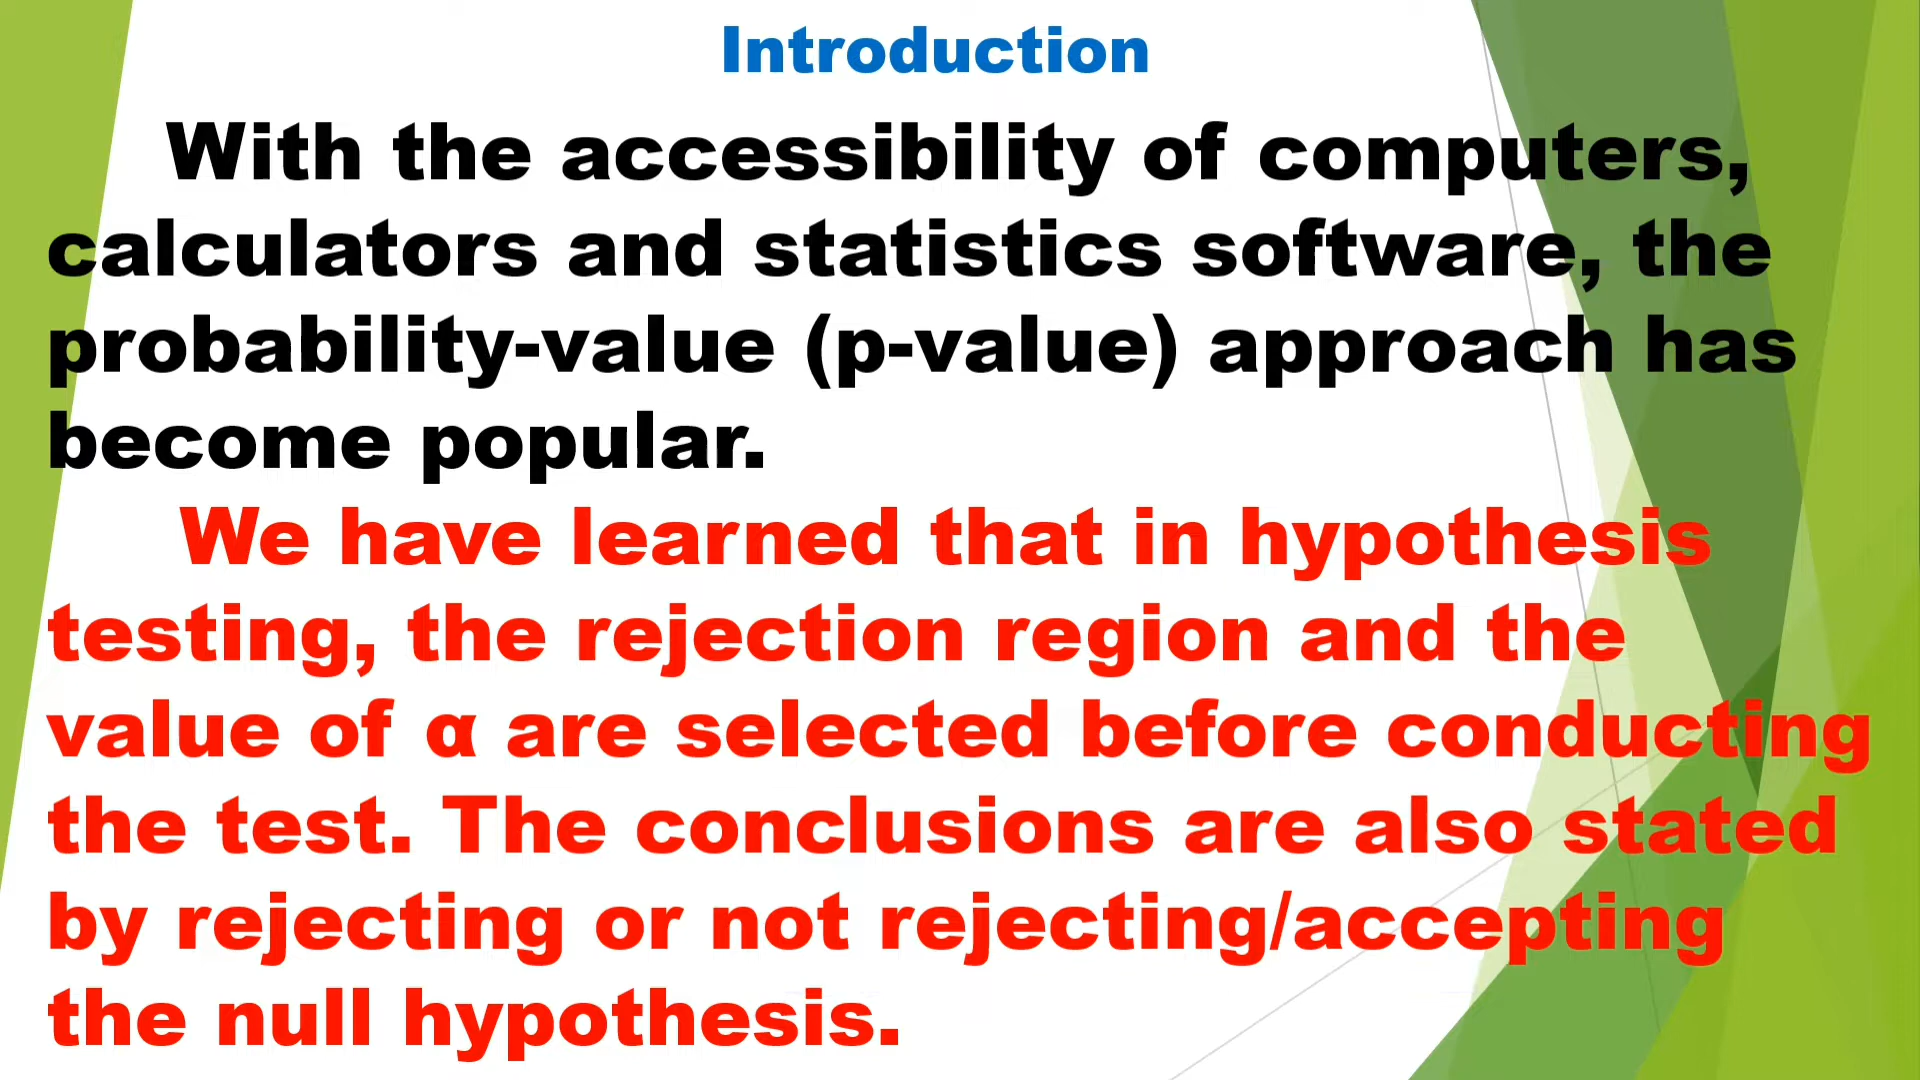 Introduction
With the accessibility of computers,
calculators and statistics software, the
probability-value (p-value) approach has
become popular.
We have learned that in hypothesis
testing, the rejection region and the
value of α are selected before conducting
the test. The conclusions are also stated
by rejecting or not rejecting/accepting
the null hypothesis.